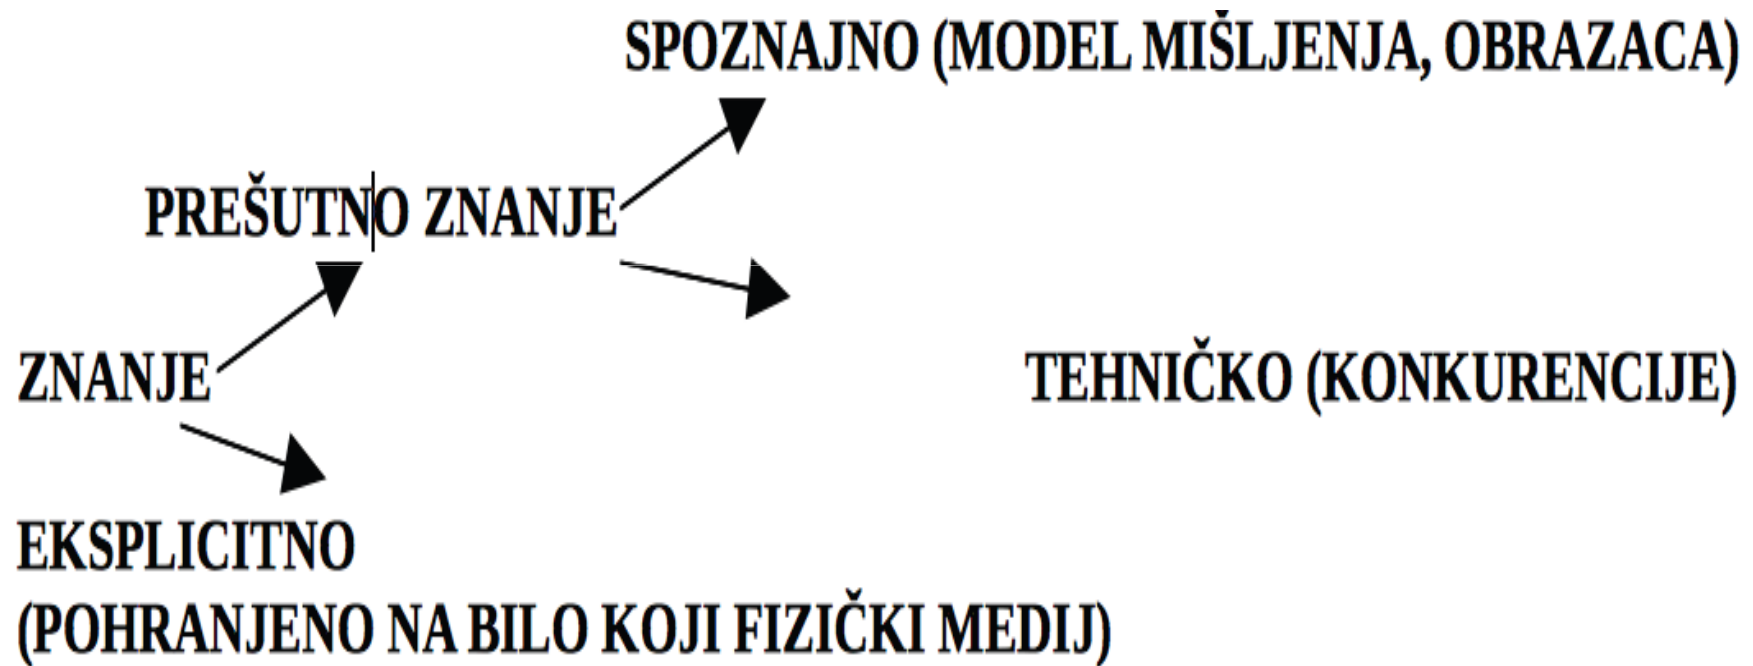 SPOZNAJNO (MODEL MIŠLJENJA, OBRAZACA)
PREŠUTNO ZNANJE
ZNANJE
TEHNIČKO (KONKURENCIJE)
EKSPLICITNO
(POHRANJENO NA BILO KOJI FIZIČKI MEDIJ)